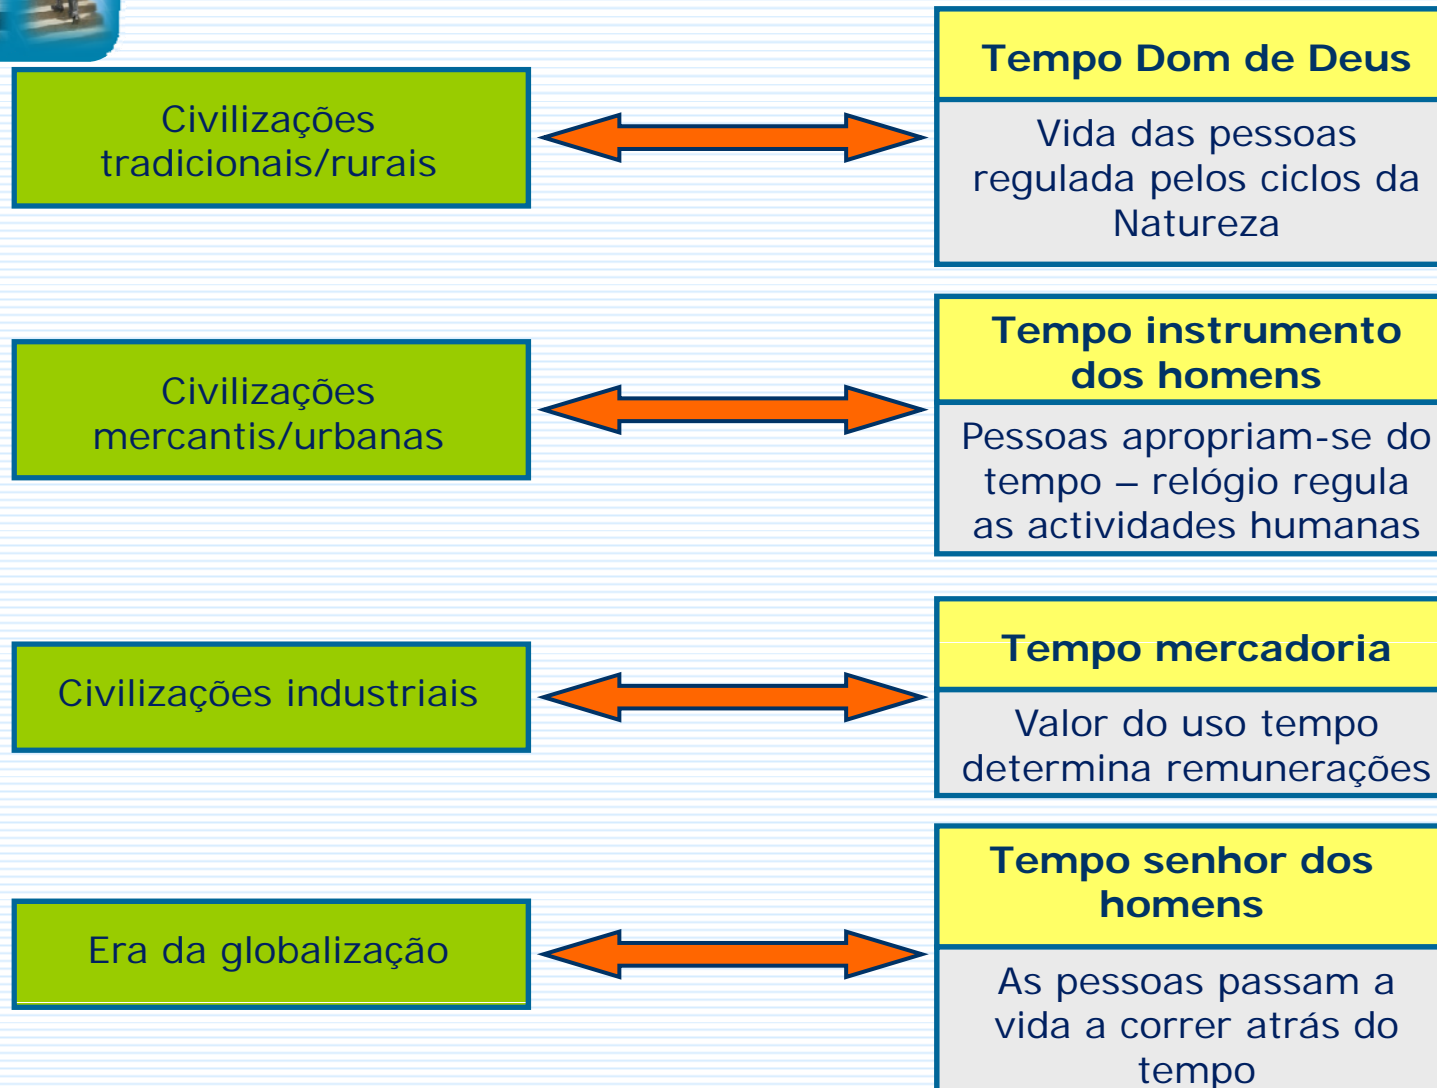 Civilizações
tradicionais/rurais
Tempo Dom de Deus
Vida das pessoas
regulada pelos ciclos da
Natureza
Civilizações
mercantis/urbanas
Tempo instrumento
dos homens
Pessoas apropriam-se do
tempo – relógio regula
as actividades humanas
Civilizações industriais
Tempo mercadoria
Valor do uso tempo
determina remunerações
Era da globalização
Tempo senhor dos
homens
As pessoas passam a
vida a correr atrás do
tempo